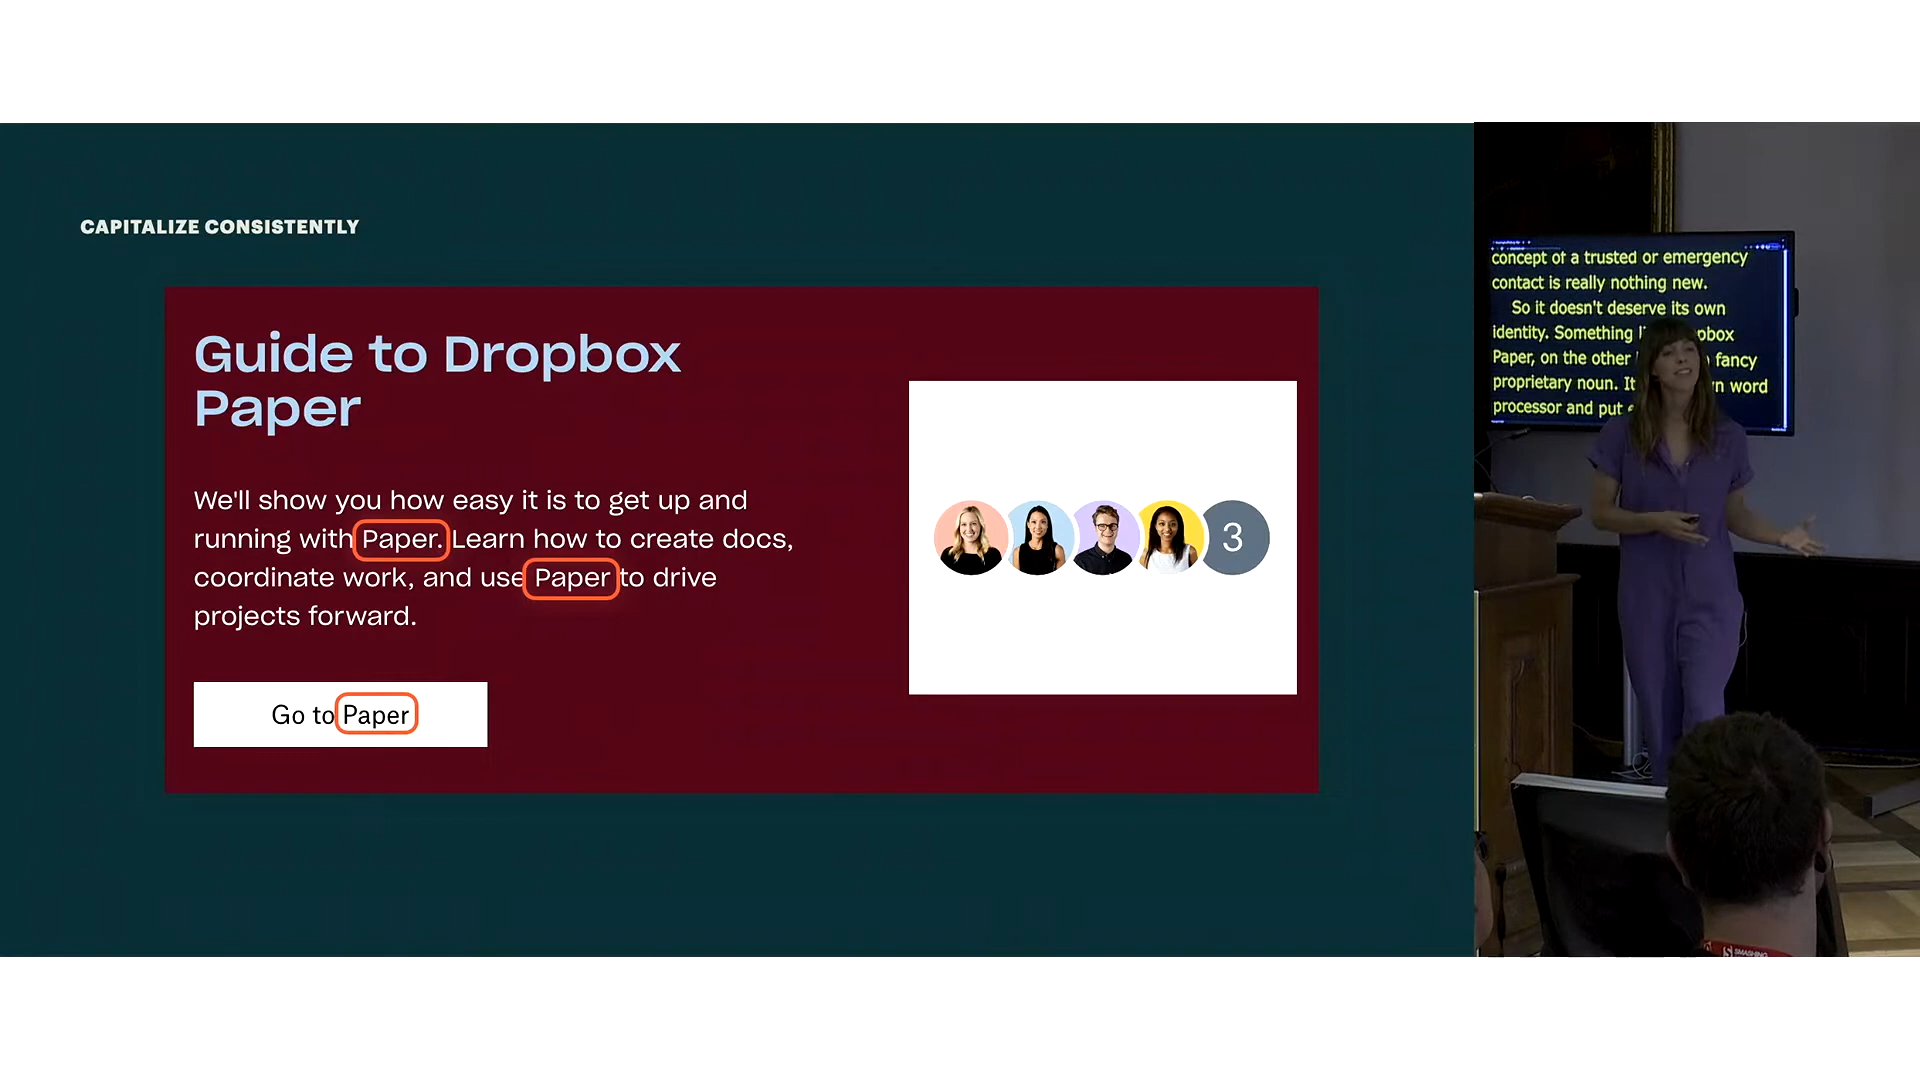 CAPITALIZE CONSISTENTLY
Guide to Dropbox
Paper
We'll show you how easy it is to get up and
running with Paper. Learn how to create docs,
coordinate work, and use Paper to drive
projects forward.
Go to Paper
3
concept of a trusted or emergency
contact is really nothing new.
So it doesn't deserve its own
identity. Something pbox
Paper, on the other fancy
proprietary noun. It word
processor and put
SMASHING